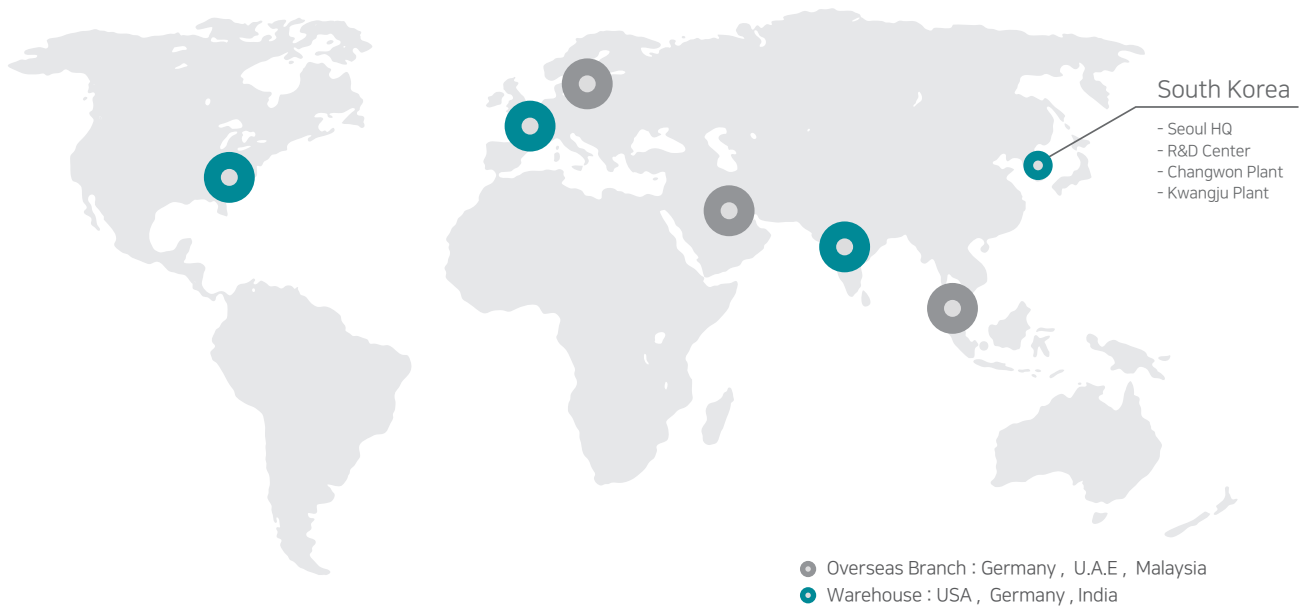 South Korea
- Seoul HQ
- R&D Center
- Changwon Plant
- Kwangju Plant
Overseas Branch : Germany , U.A.E , Malaysia
Warehouse : USA , Germany , India